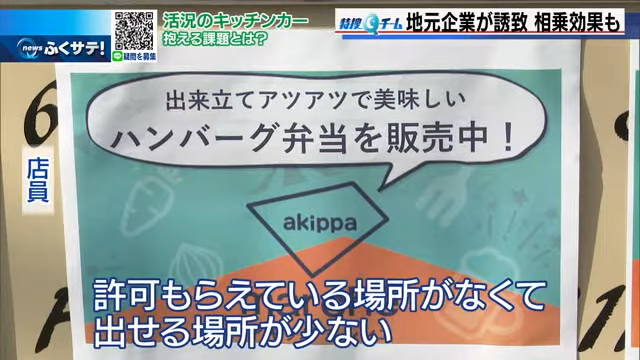 news ふくサテ!
疑問を募集
活況のキッチンカー
抱える課題とは?
特捜Qチーム
地元企業が誘致 相乗効果も
出来立てアツアツで美味しい
ハンバーグ弁当を販売中!
akippa
店員
許可もらえている場所がなくて
出せる場所が少ない